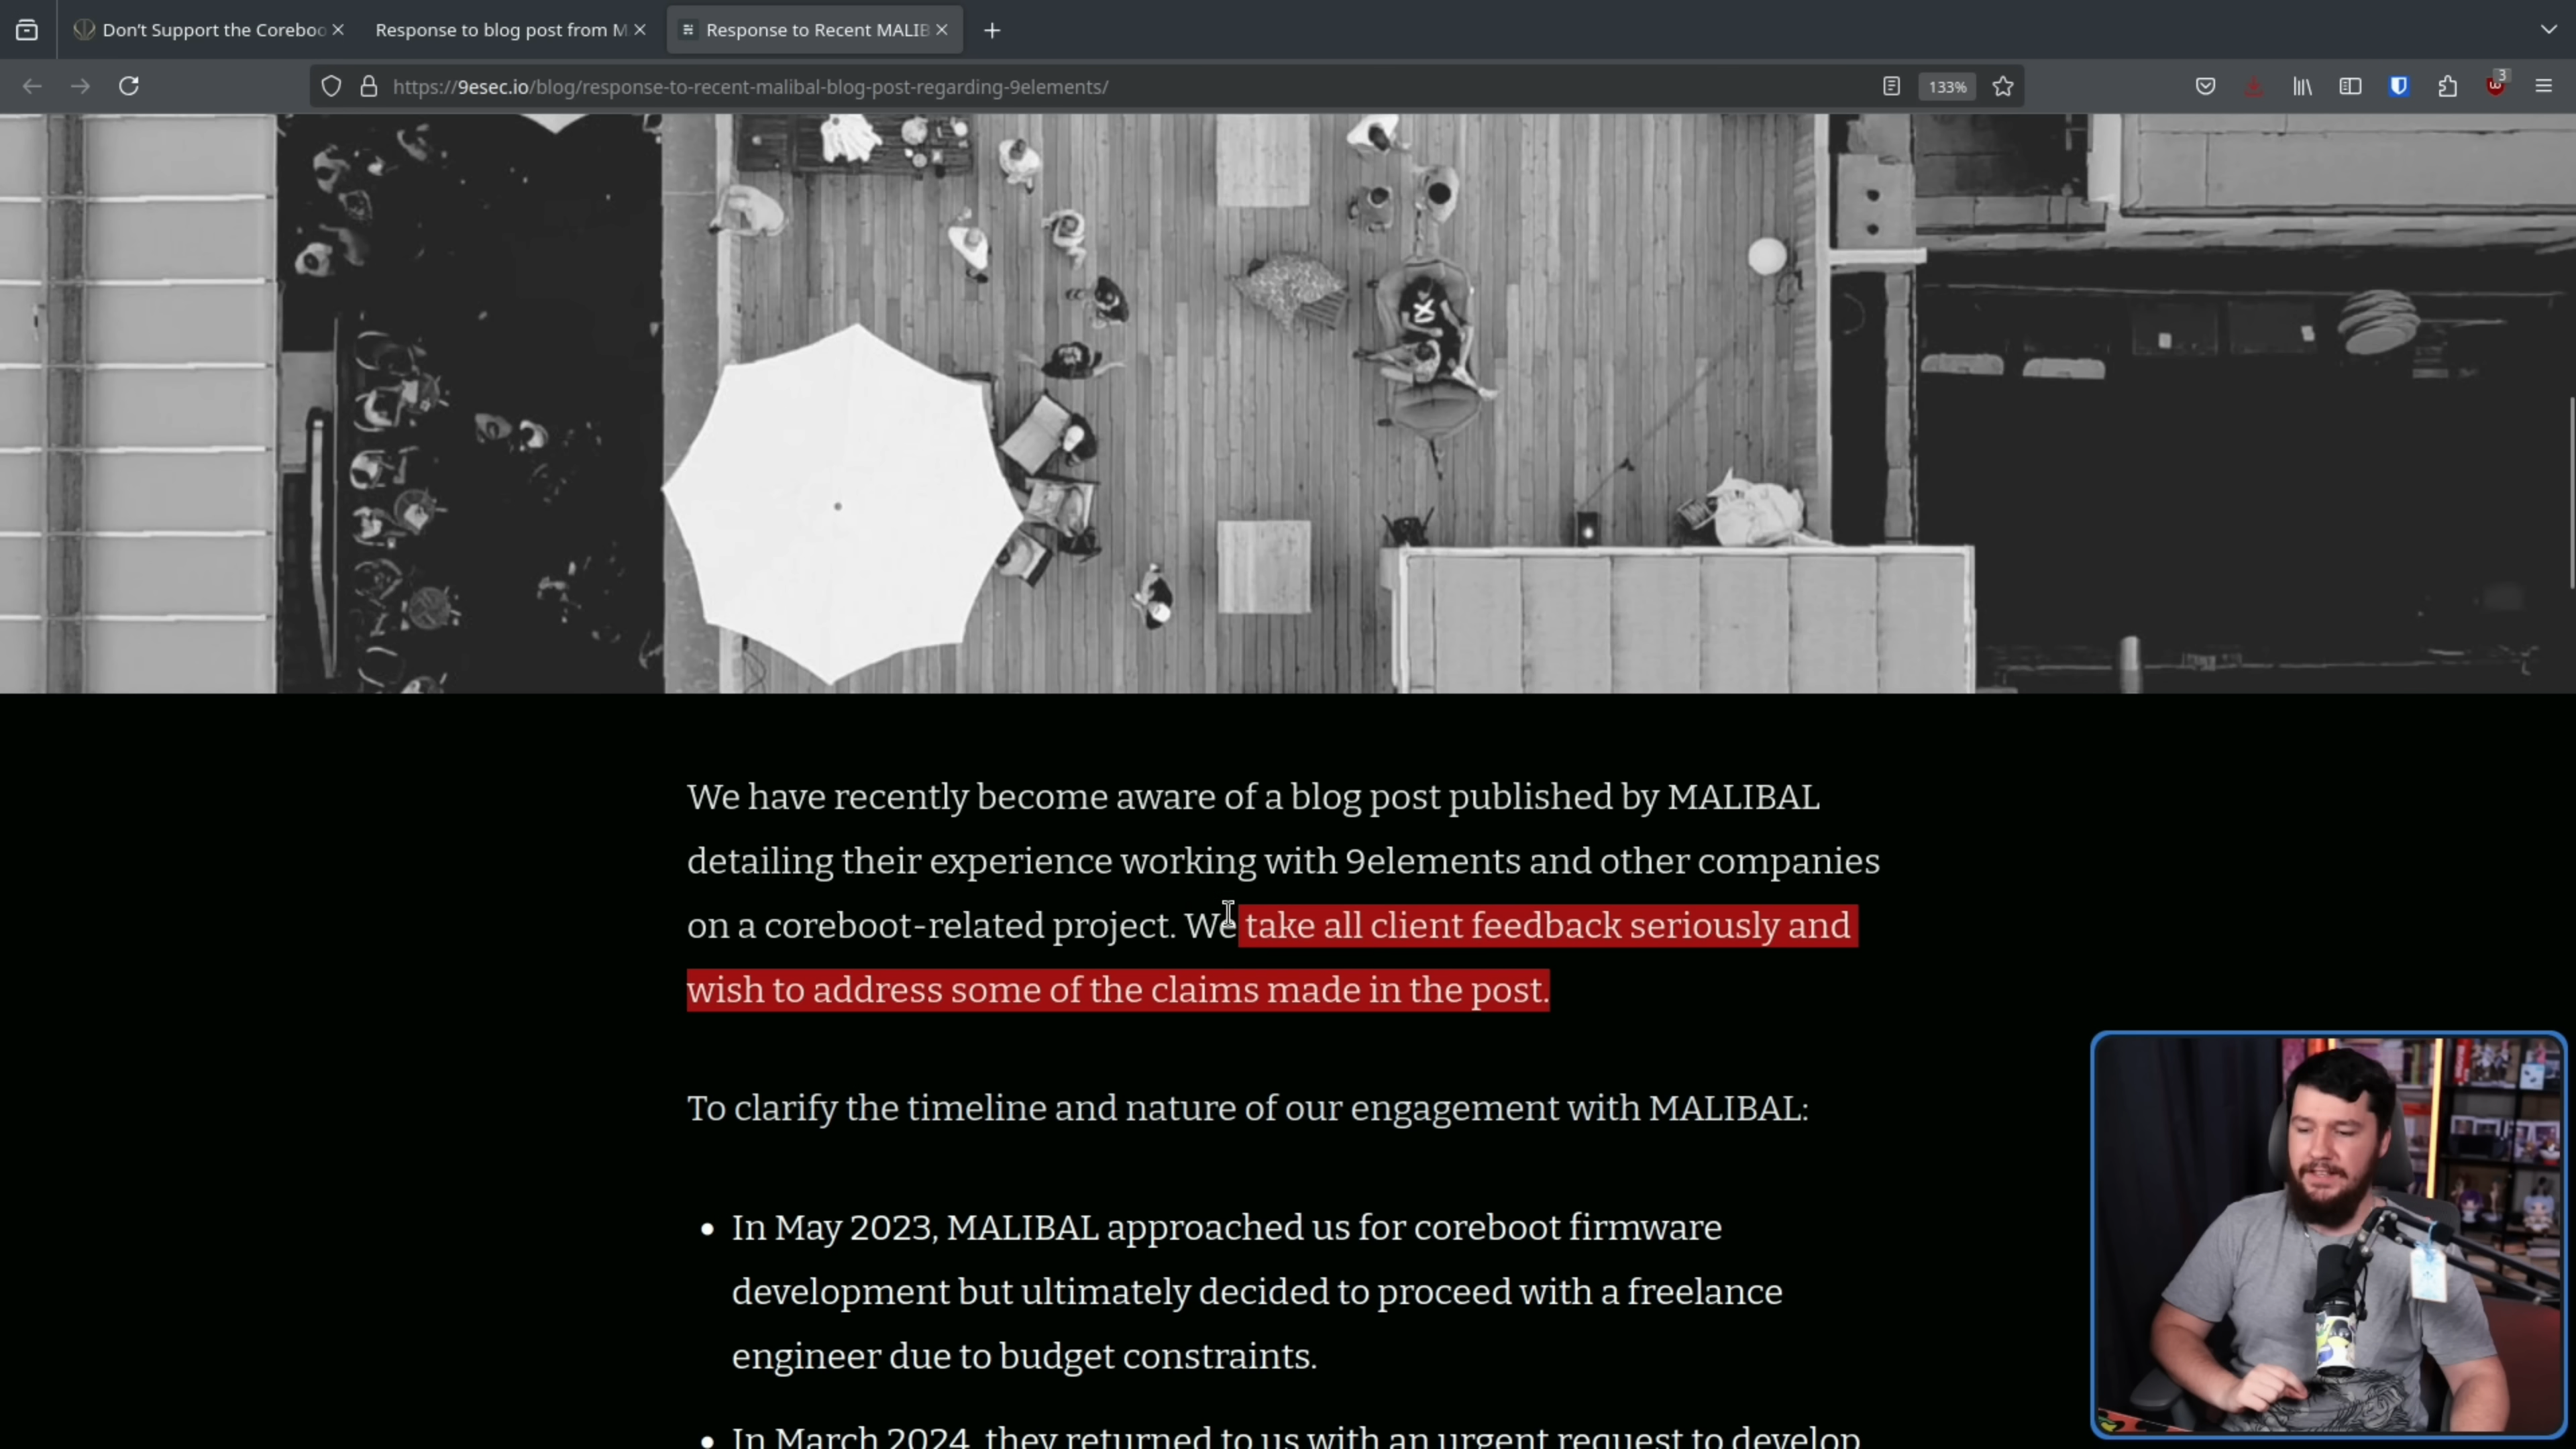 Don't Support the Coreboo
Response to blog post from M
Response to Recent MALIB
https://9esec.io/blog/response-to-recent-malibal-blog-post-regarding-9elements/
133%
3
We have recently become aware of a blog post published by MALIBAL
detailing their experience working with 9elements and other companies
on a coreboot-related project. We take all client feedback seriously and
wish to address some of the claims made in the post.
To clarify the timeline and nature of our engagement with MALIBAL:
• In May 2023, MALIBAL approached us for coreboot firmware
development but ultimately decided to proceed with a freelance
engineer due to budget constraints.
• In March 2024, they returned to us with an urgent request to develop